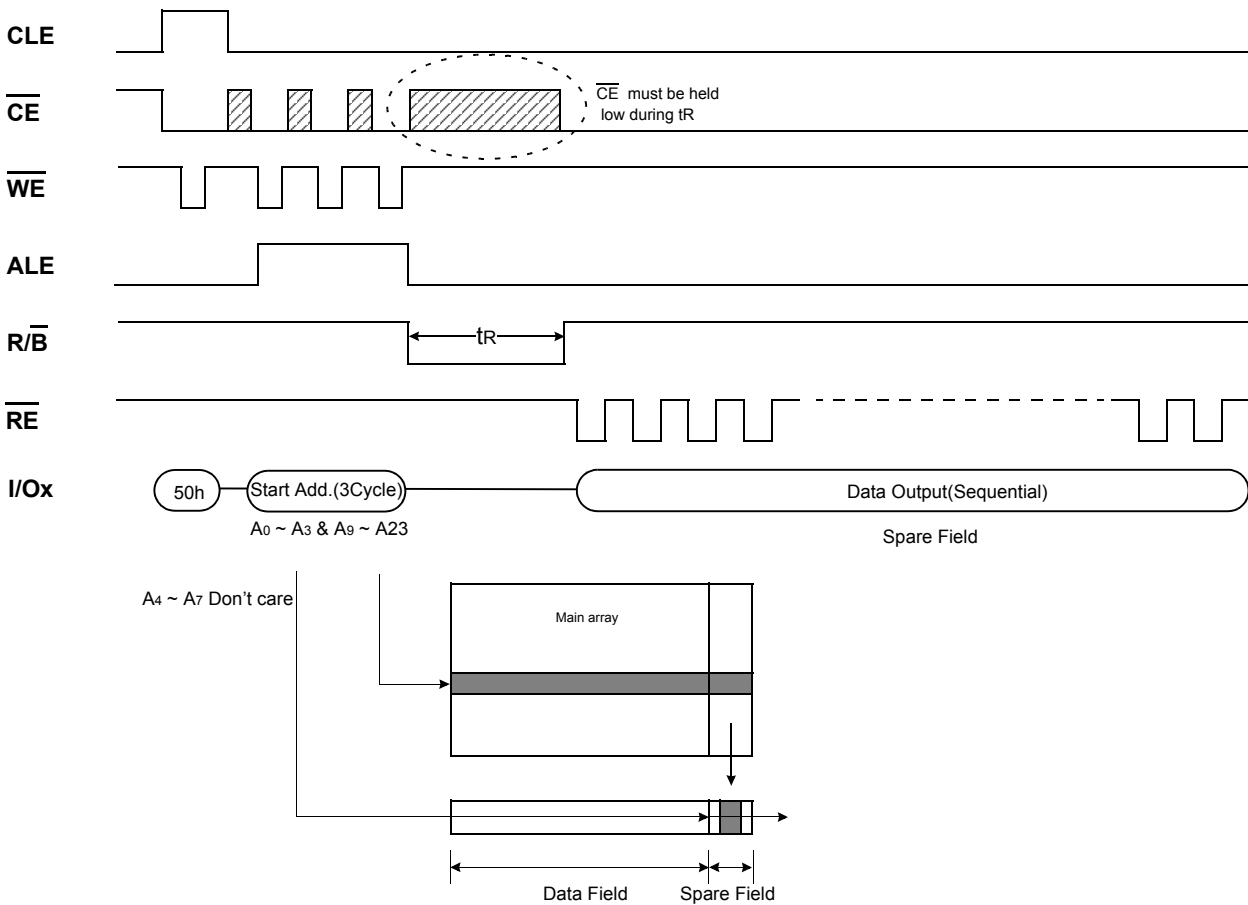 CLE
CE
CE must be held
low during tR
WE
ALE
R/B
tR
RE
I/Ox
50h
Start Add.(3Cycle)
Data Output(Sequential)
A0 ~ A3 & A9 ~ A23
Spare Field
A4 ~ A7 Don't care
Main array
Data Field
Spare Field